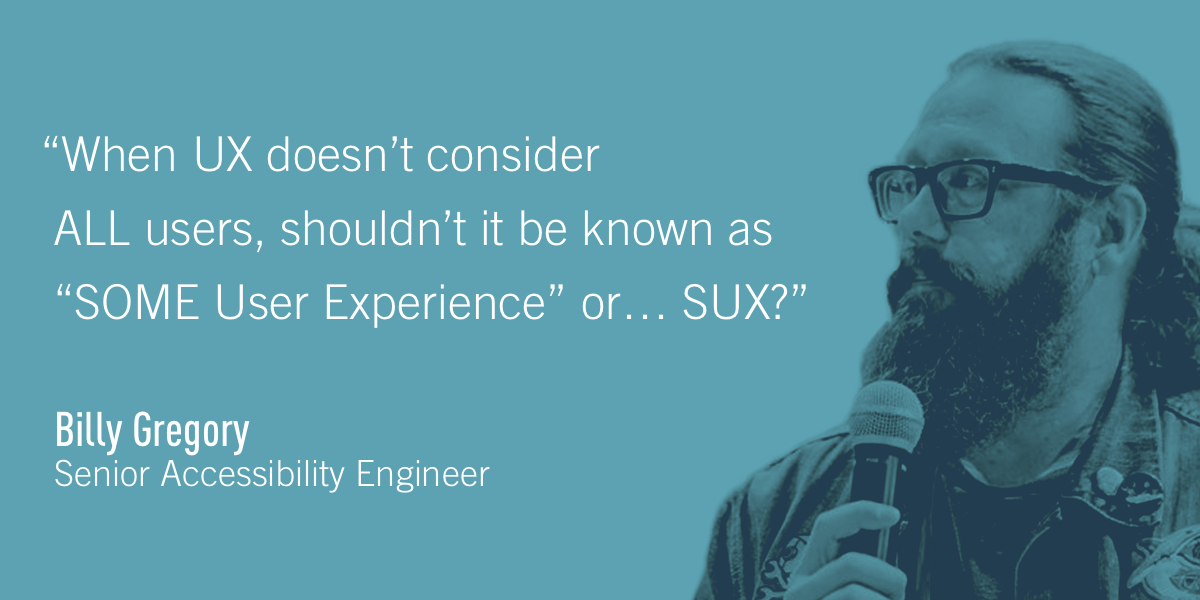 “When UX doesn’t consider
ALL users, shouldn’t it be known as
“SOME User Experience” or... SUX?”
Billy Gregory
Senior Accessibility Engineer